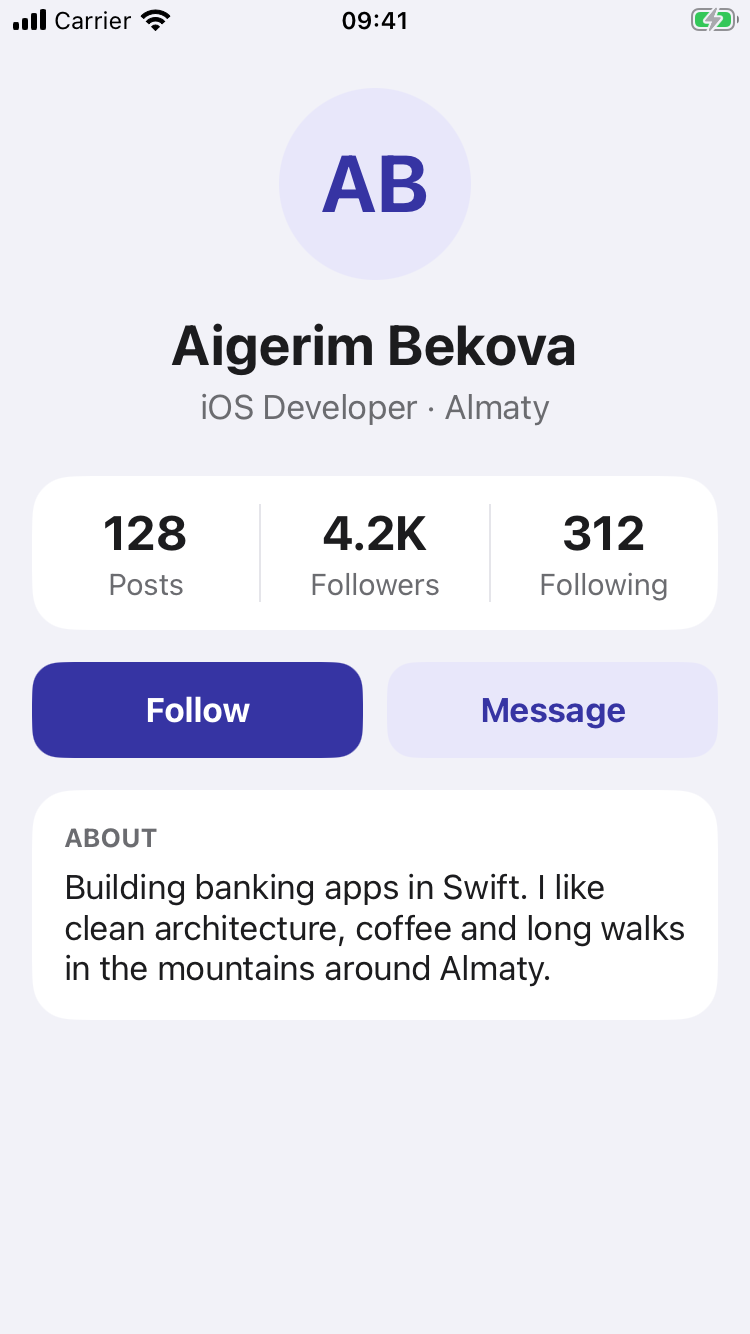 Carrier 09:41
AB
Aigerim Bekova
iOS Developer · Almaty
128 4.2K 312
Posts Followers Following
Follow Message
ABOUT
Building banking apps in Swift. I like
clean architecture, coffee and long walks
in the mountains around Almaty.